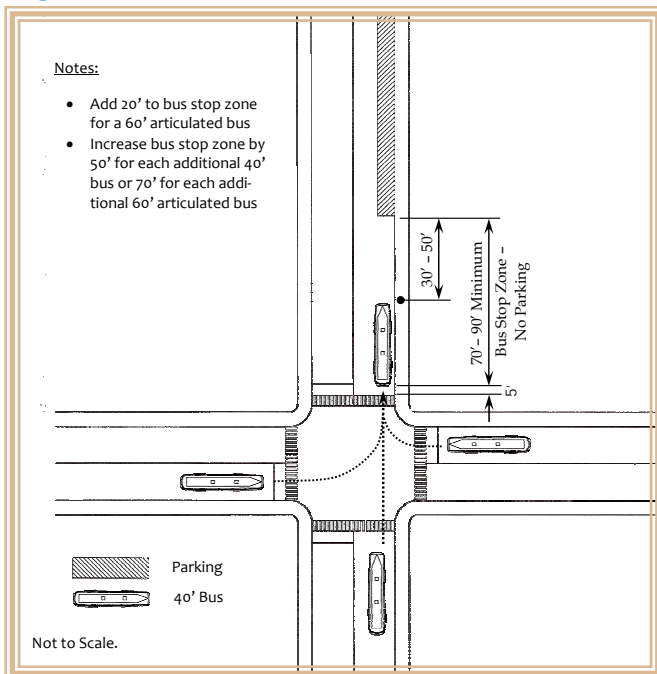 Notes:
• Add 20’ to bus stop zone
for a 60’ articulated bus
• Increase bus stop zone by
50’ for each additional 40’
bus or 70’ for each addi-
tional 60’ articulated bus
30’ – 50’
70’ – 90’ Minimum
Bus Stop Zone –
No Parking
5’
Parking
40’ Bus
Not to Scale.